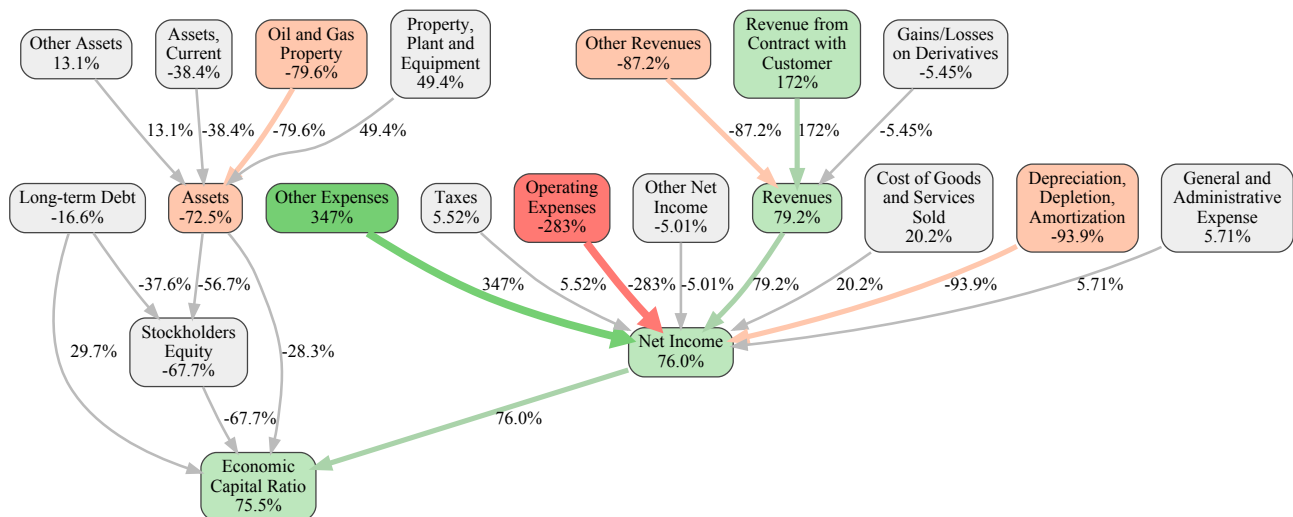 Other Assets
13.1%
Assets,
Current
-38.4%
Oil and Gas
Property
-79.6%
Property,
Plant and
Equipment
49.4%
Other Revenues
-87.2%
Revenue from
Contract with
Customer
172%
Gains/Losses
on Derivatives
-5.45%
13.1%
-38.4%
-79.6%
49.4%
-87.2%
172%
-5.45%
Long-term Debt
-16.6%
Assets
-72.5%
Other Expenses
347%
Taxes
5.52%
Operating
Expenses
-283%
Other Net
Income
-5.01%
Revenues
79.2%
Cost of Goods
and Services
Sold
20.2%
Depreciation,
Depletion,
Amortization
-93.9%
General and
Administrative
Expense
5.71%
-37.6%
-56.7%
347%
5.52%
-283%
-5.01%
79.2%
20.2%
-93.9%
5.71%
29.7%
Stockholders
Equity
-67.7%
-28.3%
Net Income
76.0%
-67.7%
76.0%
Economic
Capital Ratio
75.5%